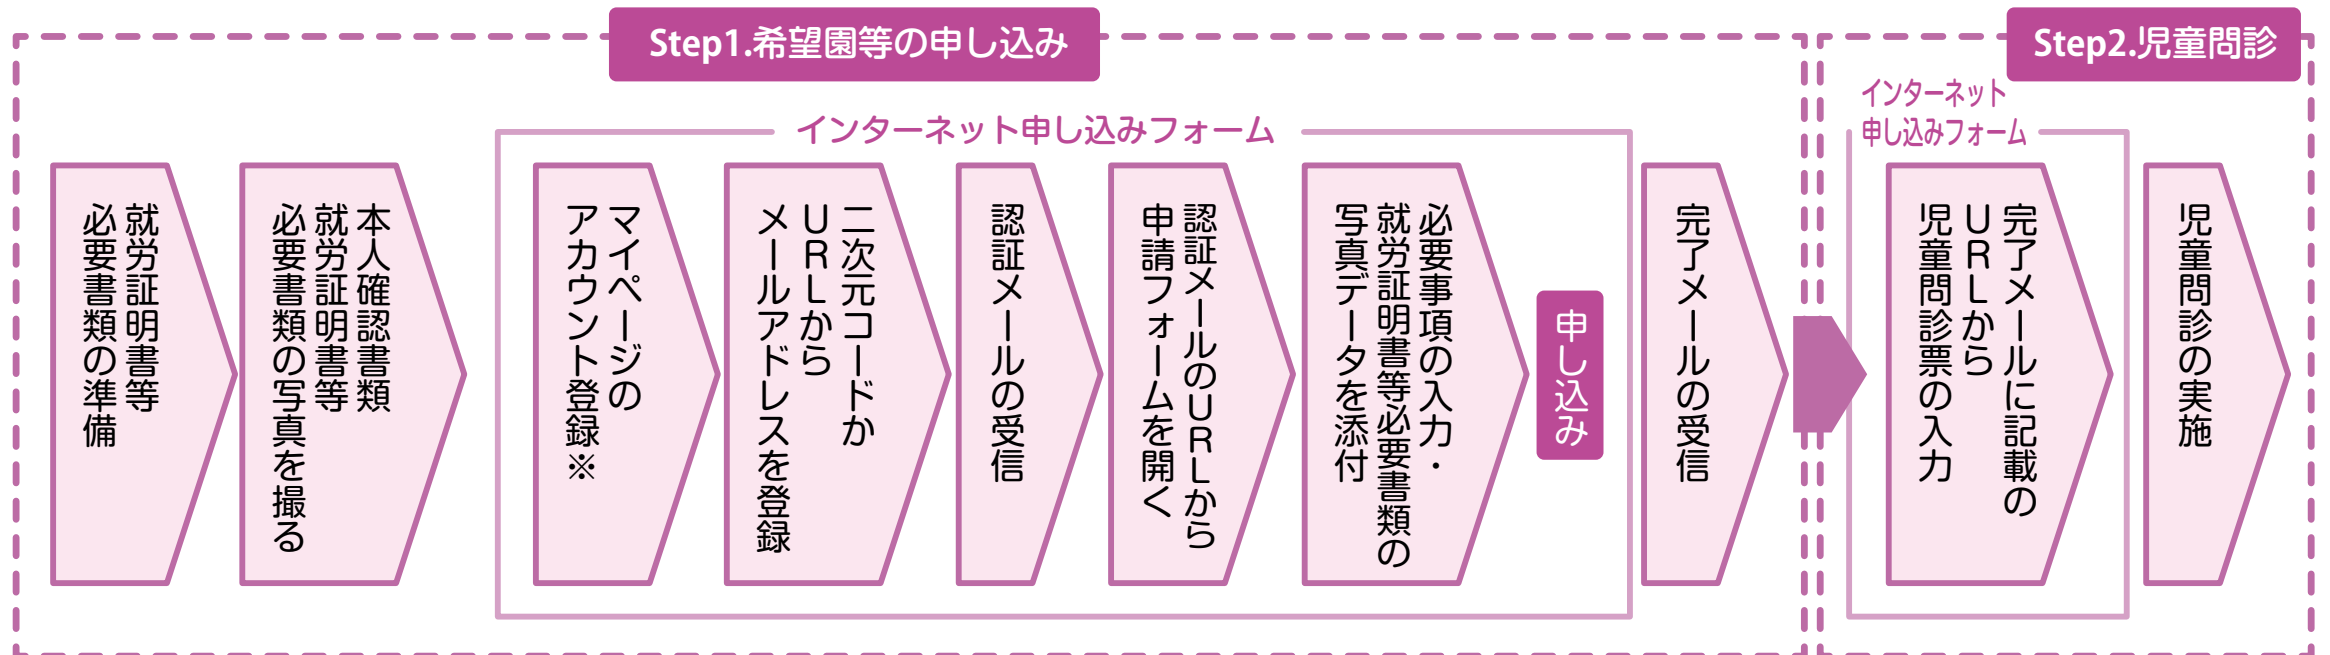 Step1.希望園等の申し込み
就労証明書等
必要書類の準備
本人確認書類
就労証明書等
必要書類の写真を撮る
インターネット申し込みフォーム
マイページの
アカウント登録※
二次元コードか
URLから
メールアドレスを登録
認証メールの受信
認証メールのURLから
申請フォームを開く
必要事項の入力・
就労証明書等必要書類の
写真データを添付
申し込み
完了メールの受信
Step2.児童問診
インターネット
申し込みフォーム
完了メールに記載の
URLから
児童問診票の入力
児童問診の実施